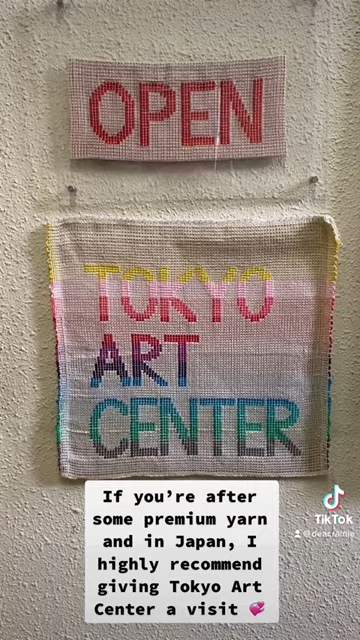 OPEN
TOKYO
ART
CENTER
If you're after
some premium yarn
and in Japan, I
highly recommend
giving Tokyo Art
Center a visit 💞
TikTok